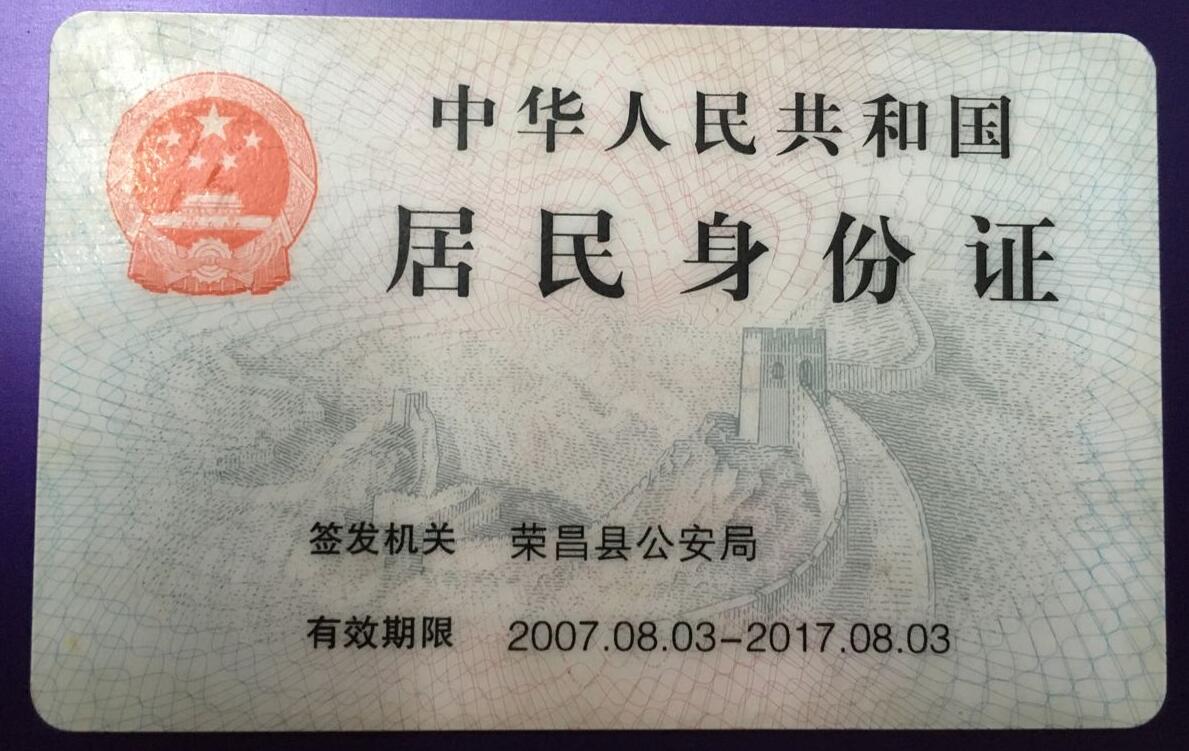 中华人民共和国
居民身份证
签发机关 荣昌县公安局
有效期限 2007.08.03-2017.08.03